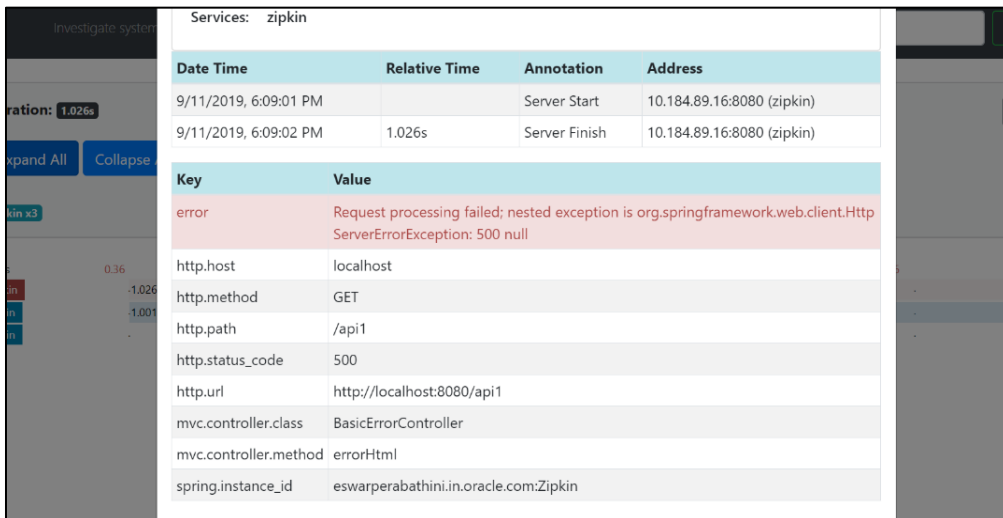 Services: zipkin
Investigate system
Date Time Relative Time Annotation Address
9/11/2019, 6:09:01 PM Server Start 10.184.89.16:8080 (zipkin)
ration: 1.026s
9/11/2019, 6:09:02 PM 1.026s Server Finish 10.184.89.16:8080 (zipkin)
xpand All Collapse
Key Value
error Request processing failed; nested exception is org.springframework.web.client.Http
ServerErrorException: 500 null
kin x3
http.host localhost
s 0.36
in -1.026
http.method GET
in -1.001
http.path /api1
in -
http.status_code 500
http.url http://localhost:8080/api1
mvc.controller.class BasicErrorController
mvc.controller.method errorHtml
spring.instance_id eswarperabathini.in.oracle.com:Zipkin